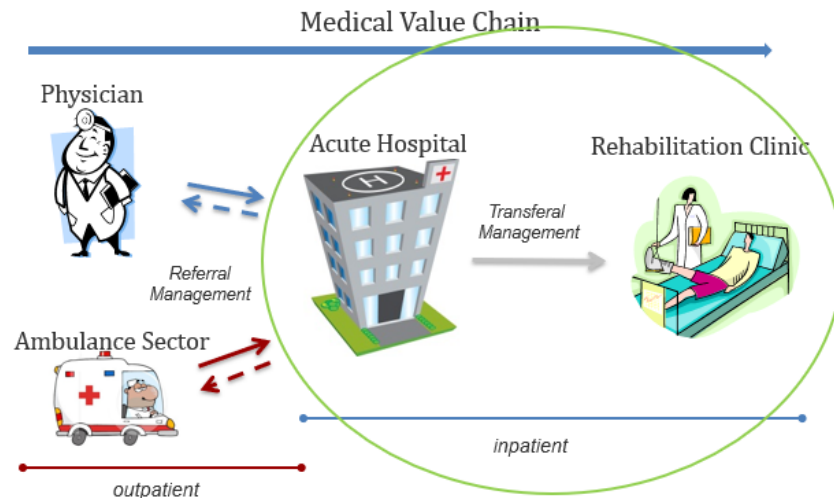 Medical Value Chain
Physician
Acute Hospital
Rehabilitation Clinic
H
Transferal
Management
Referral
Management
Ambulance Sector
inpatient
outpatient